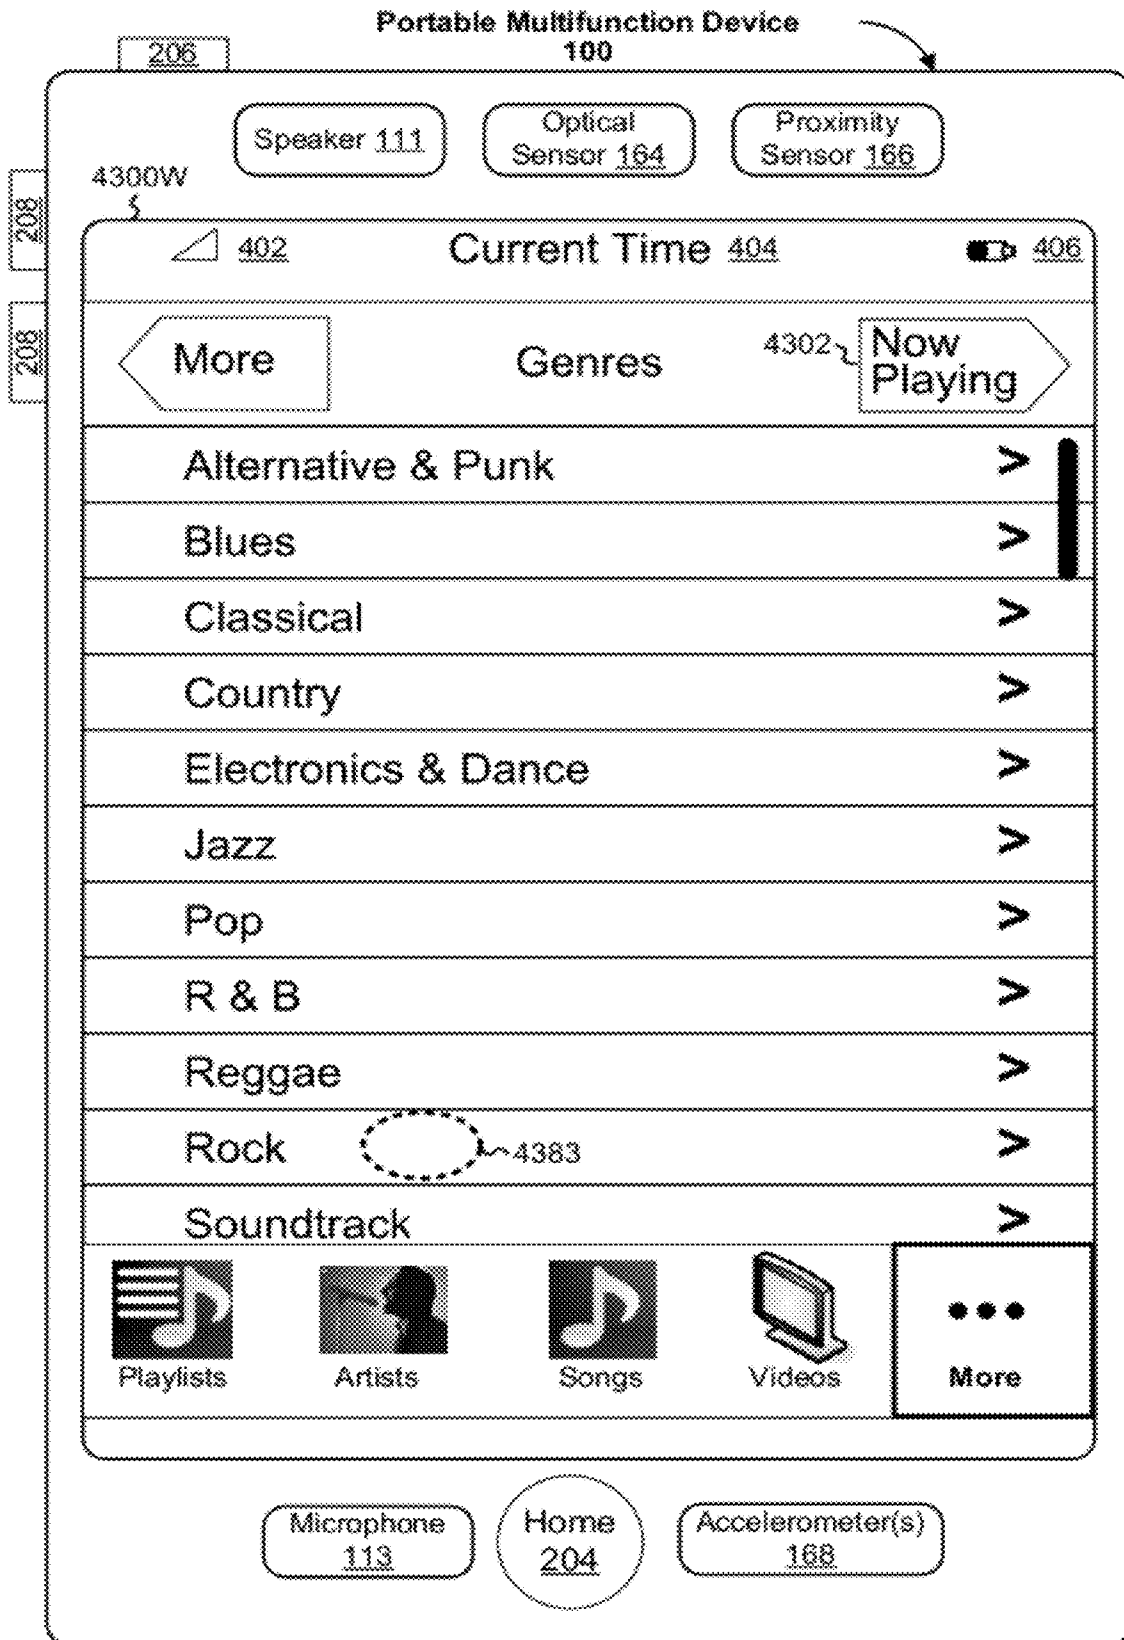 Portable Multifunction Device
100
206
Speaker 111
Optical
Sensor 164
Proximity
Sensor 166
4300W
208
208
402
Current Time 404
406
More
Genres
4302
Now
Playing
Alternative & Punk >
Blues >
Classical >
Country >
Electronics & Dance >
Jazz >
Pop >
R & B >
Reggae >
Rock 4383 >
Soundtrack >
Playlists
Artists
Songs
Videos
More
Microphone
113
Home
204
Accelerometer(s)
168